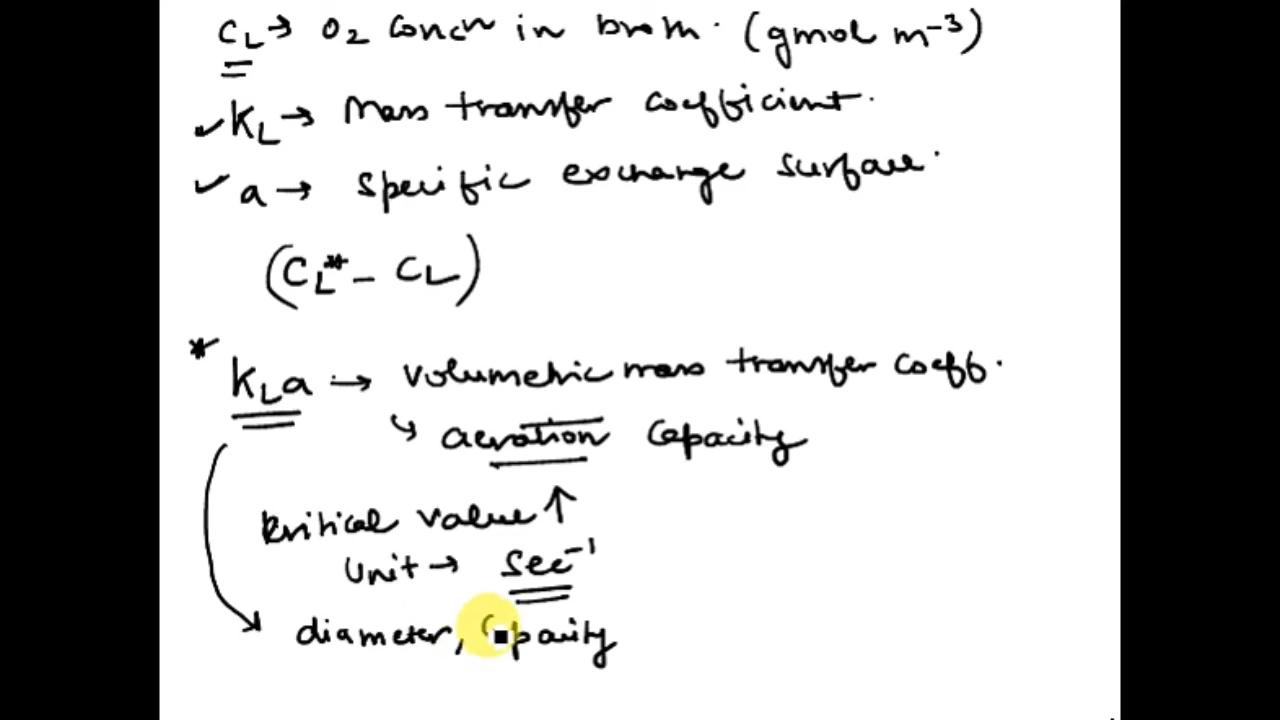 CL → O2 concn in broth. (gmol m⁻³)
✓ KL → Mass transfer coefficient.
✓ a → specific exchange surface.
(CL* - CL)
* KLa → volumetric mass transfer coeff.
↳ aeration capacity
Kritical value ↑
Unit → Sec⁻¹
diameter, Capacity